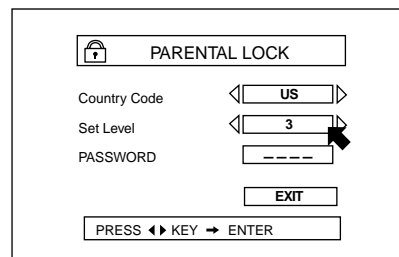 PARENTAL LOCK
Country Code US
Set Level 3
PASSWORD – – – –
EXIT
PRESS ◀ ▶ KEY ➡ ENTER